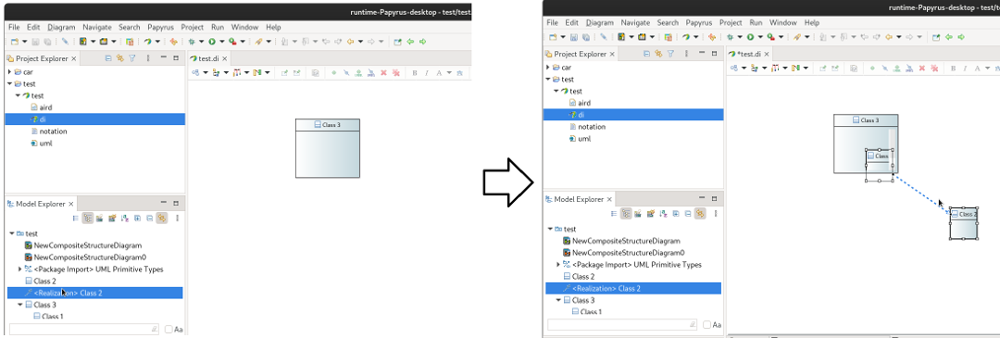 runtime-Papyrus-desktop - test/test
File Edit Diagram Navigate Search Papyrus Project Run Window Help
Project Explorer
car
test
test
aird
di
notation
uml
Model Explorer
test
NewCompositeStructureDiagram
NewCompositeStructureDiagram0
<Package Import> UML Primitive Types
Class 2
<Realization> Class 2
Class 3
Class 1
Aa
test.di
B I A
Class 3
runtime-Papyrus-desktop - test/test.
File Edit Diagram Navigate Search Papyrus Project Run Window Help
Project Explorer
car
test
test
aird
di
notation
uml
Model Explorer
test
NewCompositeStructureDiagram
NewCompositeStructureDiagram0
<Package Import> UML Primitive Types
Class 2
<Realization> Class 2
Class 3
Class 1
Aa
*test.di
B I A
Class 3
Class
Class 2